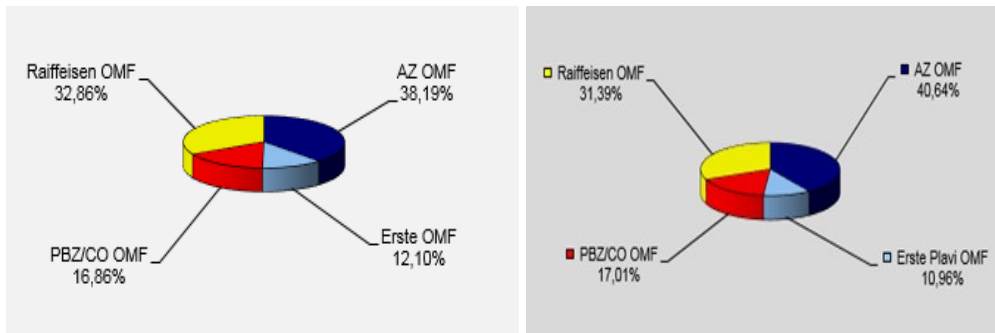 Raiffeisen OMF
32,86%
AZ OMF
38,19%
PBZ/CO OMF
16,86%
Erste OMF
12,10%
Raiffeisen OMF
31,39%
AZ OMF
40,64%
PBZ/CO OMF
17,01%
Erste Plavi OMF
10,96%